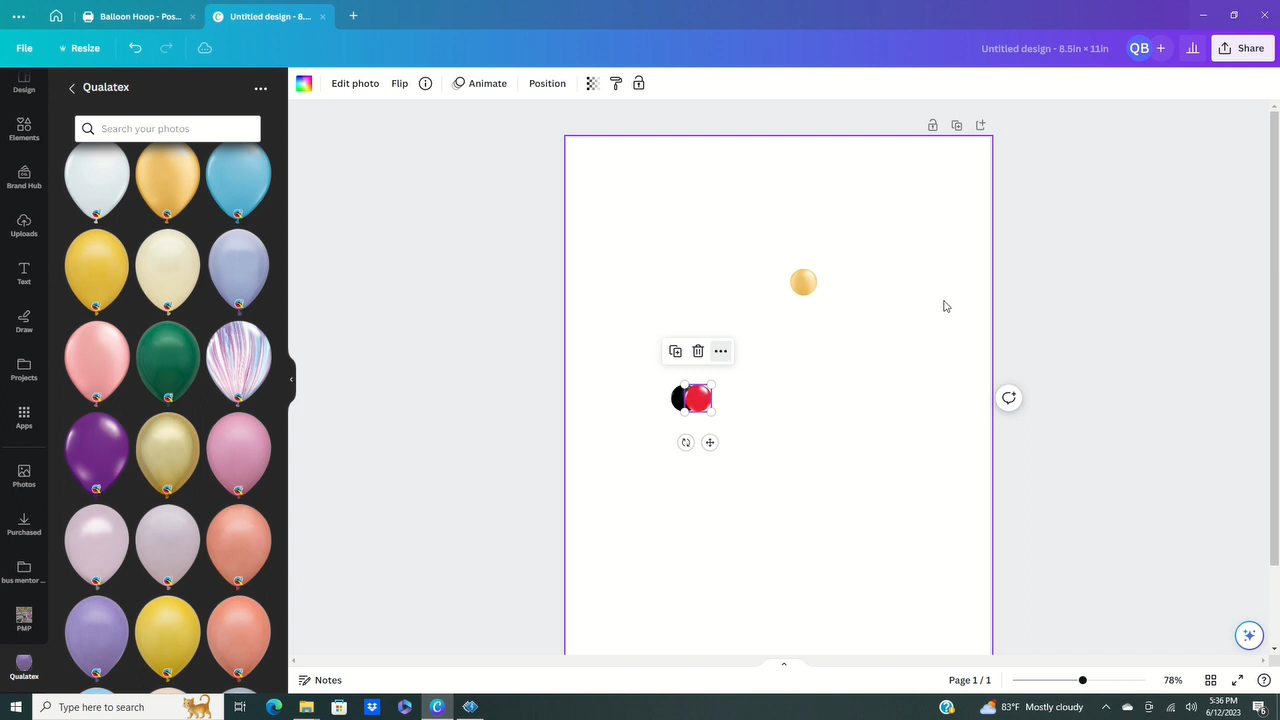 Balloon Hoop - Pos...
Untitled design - 8....
File
Resize
Untitled design - 8.5in × 11in
QB
Share
Design
Elements
Brand Hub
Uploads
Text
Draw
Projects
Apps
Photos
Purchased
bus mentor ...
PMP
Qualatex
Qualatex
Search your photos
Edit photo
Flip
Animate
Position
Notes
Page 1 / 1
78%
Type here to search
83°F Mostly cloudy
5:36 PM
6/12/2023
6